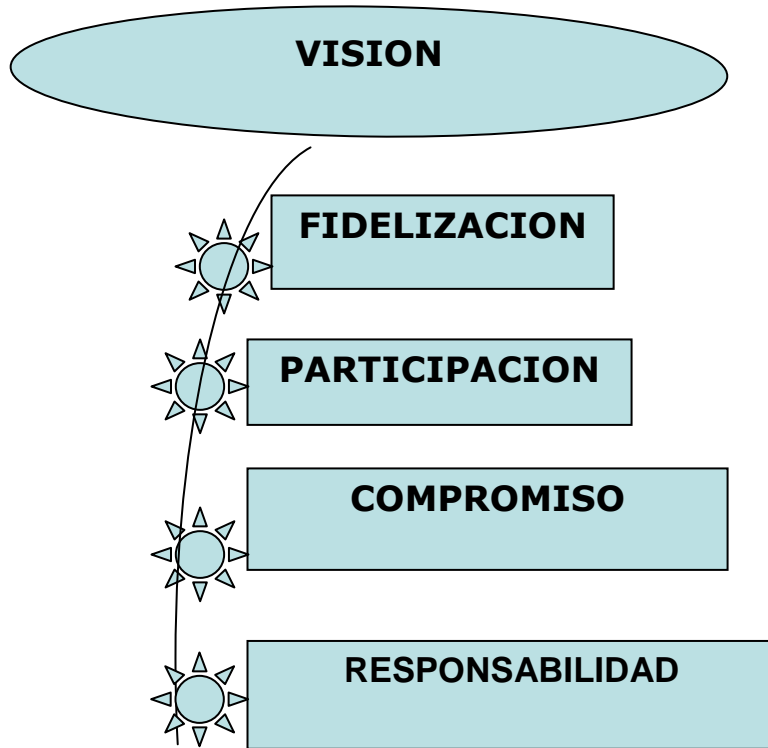 VISION
FIDELIZACION
PARTICIPACION
COMPROMISO
RESPONSABILIDAD